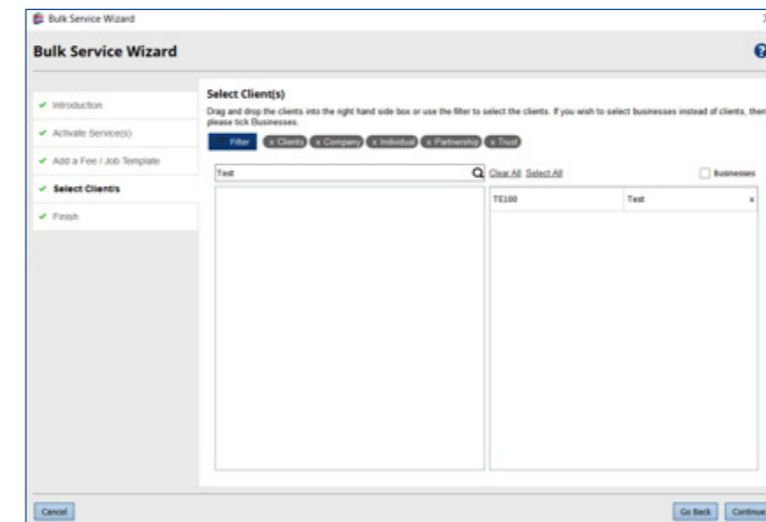 Bulk Service Wizard
Bulk Service Wizard
?
Introduction
Activate Service(s)
Add a Fee / Job Template
Select Client/s
Finish
Select Client(s)
Drag and drop the clients into the right hand side box or use the filter to select the clients. If you wish to select businesses instead of clients, then
please tick Businesses.
Filter x Clients x Company x Individual x Partnership x Trust
Test Clear All Select All Businesses
TE100 Test x
Cancel Go Back Continue